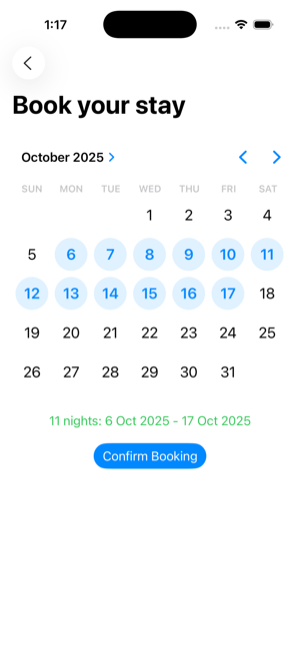 1:17
Book your stay
October 2025
SUN MON TUE WED THU FRI SAT
1 2 3 4
5 6 7 8 9 10 11
12 13 14 15 16 17 18
19 20 21 22 23 24 25
26 27 28 29 30 31
11 nights: 6 Oct 2025 - 17 Oct 2025
Confirm Booking